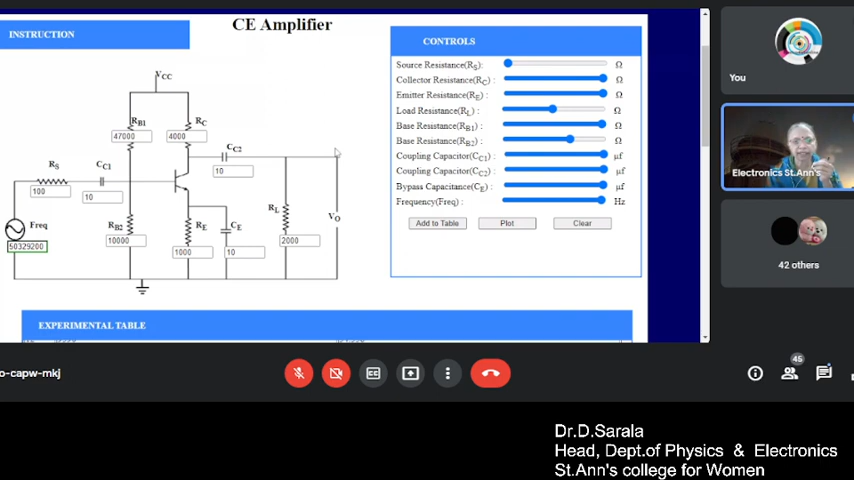 CE Amplifier
INSTRUCTION
CONTROLS
VCC
RB1
47000
RC
4000
CC2
10
RS
100
CC1
10
Freq
50329200
RB2
10000
RE
1000
CE
10
RL
2000
VO
Source Resistance(RS): Ω
Collector Resistance(RC): Ω
Emitter Resistance(RE): Ω
Load Resistance(RL): Ω
Base Resistance(RB1): Ω
Base Resistance(RB2): Ω
Coupling Capacitor(CC1): μf
Coupling Capacitor(CC2): μf
Bypass Capacitance(CE): μf
Frequency(Freq): Hz
Add to Table Plot Clear
EXPERIMENTAL TABLE
You
Electronics St.Ann's
42 others
o-capw-mkj
45
Dr.D.Sarala
Head, Dept.of Physics & Electronics
St.Ann's college for Women